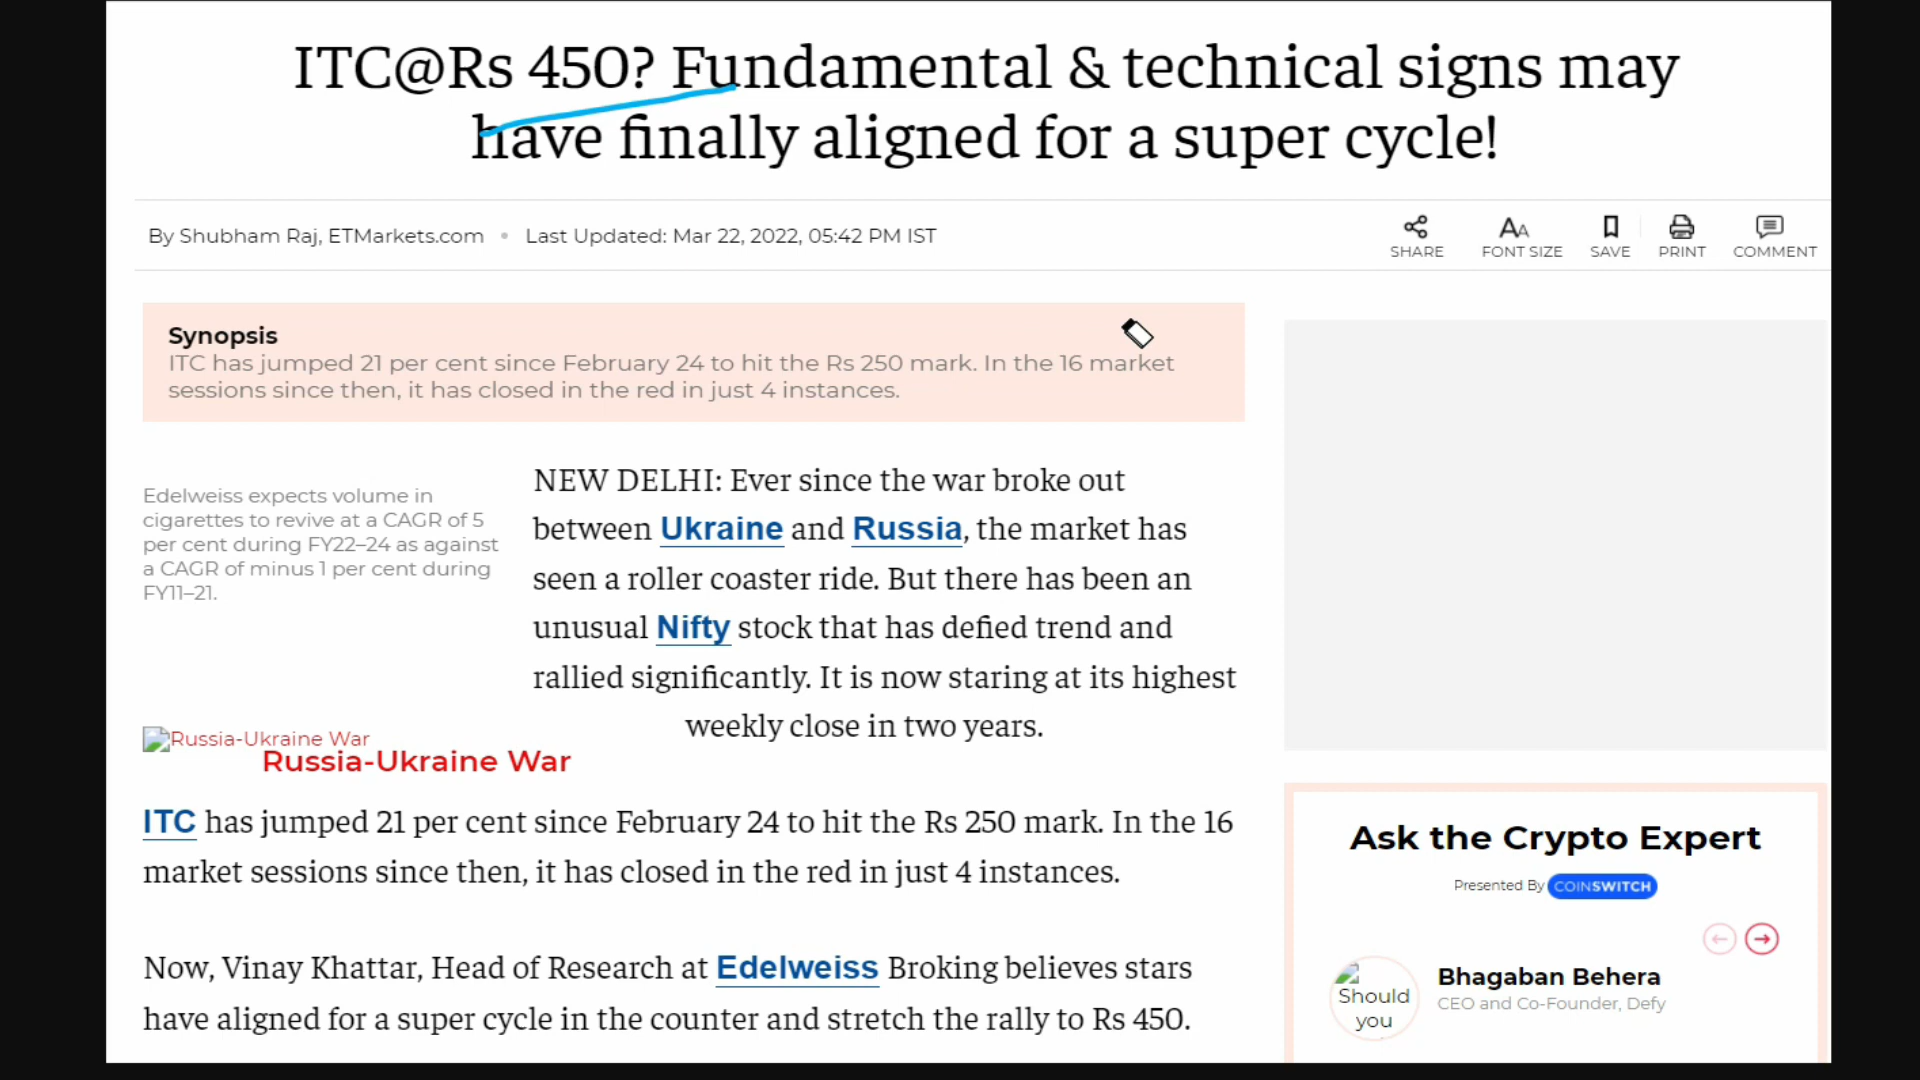 ITC@Rs 450? Fundamental & technical signs may
have finally aligned for a super cycle!
By Shubham Raj, ETMarkets.com • Last Updated: Mar 22, 2022, 05:42 PM IST
SHARE
AA
FONT SIZE
SAVE
PRINT
COMMENT
Synopsis
ITC has jumped 21 per cent since February 24 to hit the Rs 250 mark. In the 16 market
sessions since then, it has closed in the red in just 4 instances.
Edelweiss expects volume in
cigarettes to revive at a CAGR of 5
per cent during FY22–24 as against
a CAGR of minus 1 per cent during
FY11–21.
NEW DELHI: Ever since the war broke out
between Ukraine and Russia, the market has
seen a roller coaster ride. But there has been an
unusual Nifty stock that has defied trend and
rallied significantly. It is now staring at its highest
weekly close in two years.
Russia-Ukraine War
Russia-Ukraine War
ITC has jumped 21 per cent since February 24 to hit the Rs 250 mark. In the 16
market sessions since then, it has closed in the red in just 4 instances.
Now, Vinay Khattar, Head of Research at Edelweiss Broking believes stars
have aligned for a super cycle in the counter and stretch the rally to Rs 450.
Ask the Crypto Expert
Presented By COINSWITCH
Should
you
Bhagaban Behera
CEO and Co-Founder, Defy